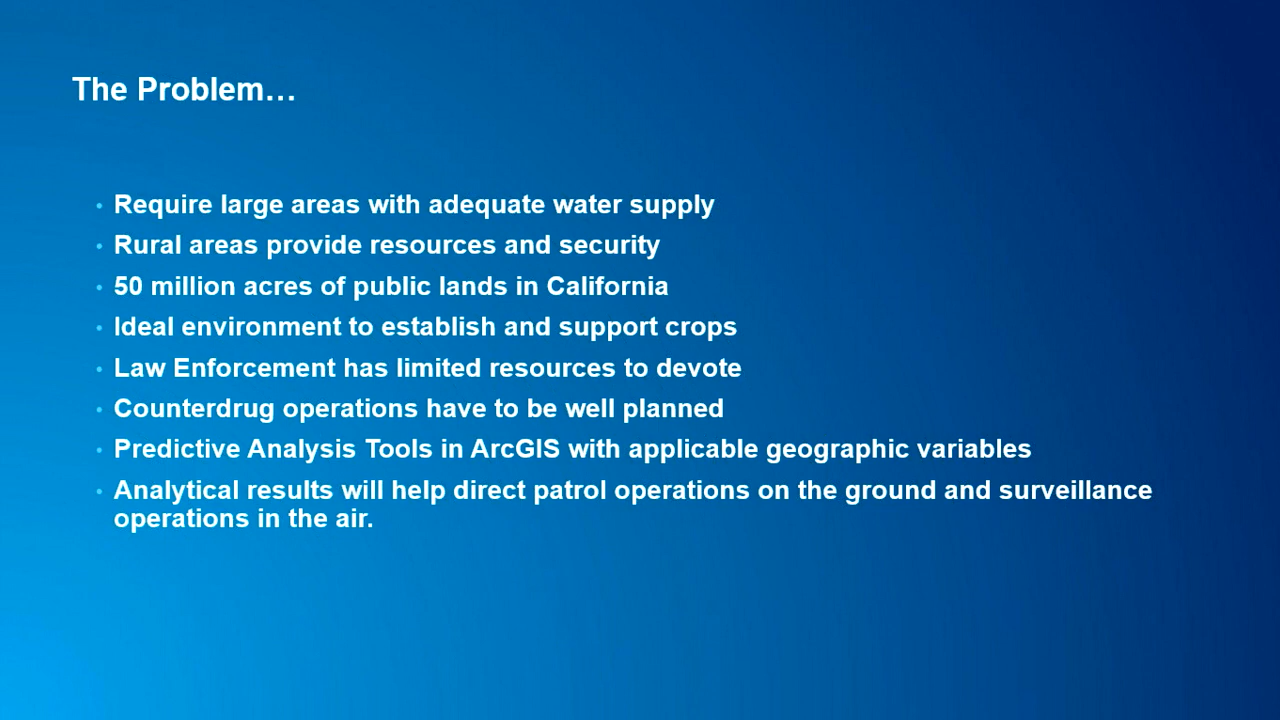 The Problem…
• Require large areas with adequate water supply
• Rural areas provide resources and security
• 50 million acres of public lands in California
• Ideal environment to establish and support crops
• Law Enforcement has limited resources to devote
• Counterdrug operations have to be well planned
• Predictive Analysis Tools in ArcGIS with applicable geographic variables
• Analytical results will help direct patrol operations on the ground and surveillance
operations in the air.